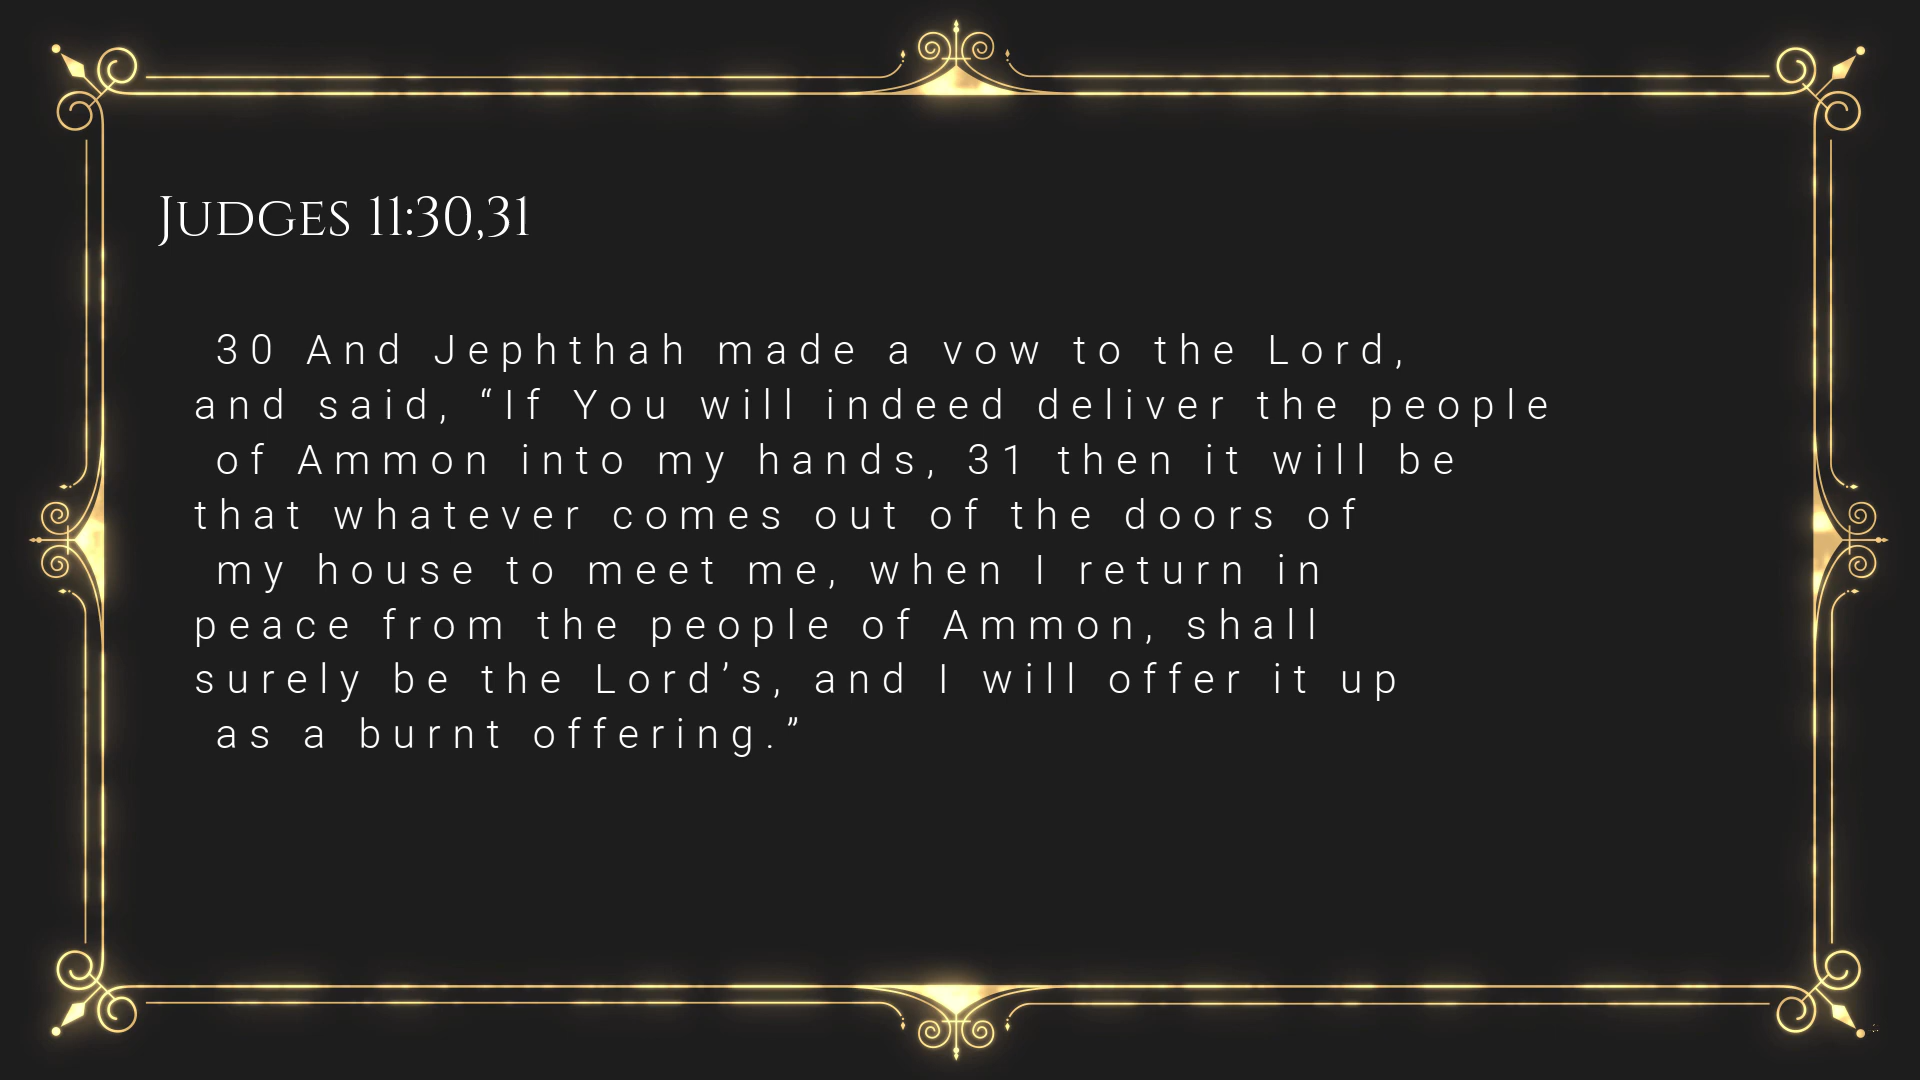 Judges 11:30,31
30 And Jephthah made a vow to the Lord,
and said, “If You will indeed deliver the people
of Ammon into my hands, 31 then it will be
that whatever comes out of the doors of
my house to meet me, when I return in
peace from the people of Ammon, shall
surely be the Lord’s, and I will offer it up
as a burnt offering.”